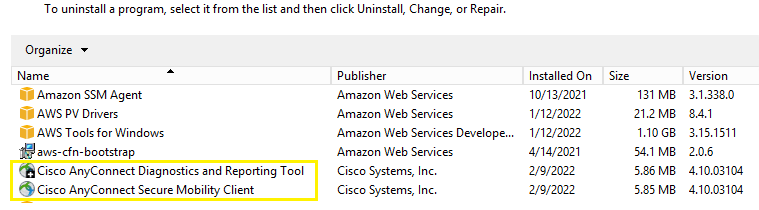 To uninstall a program, select it from the list and then click Uninstall, Change, or Repair.
Organize
Name Publisher Installed On Size Version
Amazon SSM Agent Amazon Web Services 10/13/2021 131 MB 3.1.338.0
AWS PV Drivers Amazon Web Services 1/12/2022 21.2 MB 8.4.1
AWS Tools for Windows Amazon Web Services Develope... 1/12/2022 1.10 GB 3.15.1511
aws-cfn-bootstrap Amazon Web Services 4/14/2021 54.1 MB 2.0.6
Cisco AnyConnect Diagnostics and Reporting Tool Cisco Systems, Inc. 2/9/2022 5.86 MB 4.10.03104
Cisco AnyConnect Secure Mobility Client Cisco Systems, Inc. 2/9/2022 5.85 MB 4.10.03104